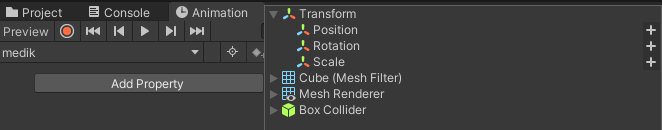 Project Console Animation
Preview
medik
Add Property
Transform
Position
Rotation
Scale
Cube (Mesh Filter)
Mesh Renderer
Box Collider